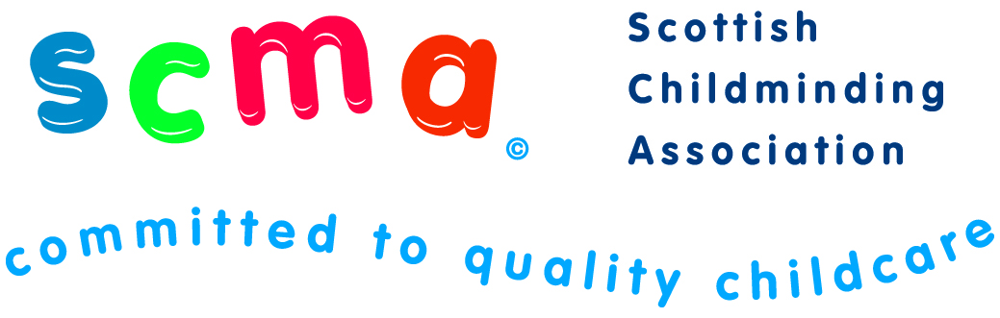 scma
©
Scottish
Childminding
Association
committed to quality childcare